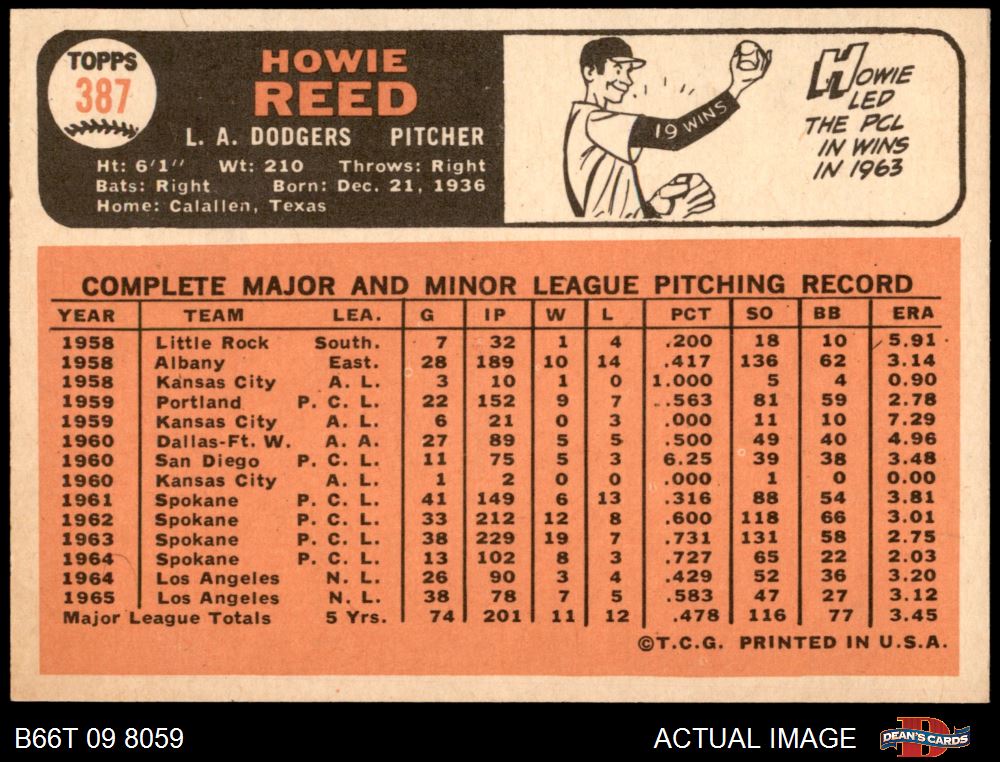 TOPPS
387
HOWIE
REED
L. A. DODGERS PITCHER
Ht: 6'1" Wt: 210 Throws: Right
Bats: Right Born: Dec. 21, 1936
Home: Calallen, Texas
19 WINS
HOWIE
LED
THE PCL
IN WINS
IN 1963
COMPLETE MAJOR AND MINOR LEAGUE PITCHING RECORD
YEAR TEAM LEA. G IP W L PCT SO BB ERA
1958 Little Rock South. 7 32 1 4 .200 18 10 5.91
1958 Albany East. 28 189 10 14 .417 136 62 3.14
1958 Kansas City A. L. 3 10 1 0 1.000 5 4 0.90
1959 Portland P. C. L. 22 152 9 7 .563 81 59 2.78
1959 Kansas City A. L. 6 21 0 3 .000 11 10 7.29
1960 Dallas-Ft. W. A. A. 27 89 5 5 .500 49 40 4.96
1960 San Diego P. C. L. 11 75 5 3 6.25 39 38 3.48
1960 Kansas City A. L. 1 2 0 0 .000 1 0 0.00
1961 Spokane P. C. L. 41 149 6 13 .316 88 54 3.81
1962 Spokane P. C. L. 33 212 12 8 .600 118 66 3.01
1963 Spokane P. C. L. 38 229 19 7 .731 131 58 2.75
1964 Spokane P. C. L. 13 102 8 3 .727 65 22 2.03
1964 Los Angeles N. L. 26 90 3 4 .429 52 36 3.20
1965 Los Angeles N. L. 38 78 7 5 .583 47 27 3.12
Major League Totals 5 Yrs. 74 201 11 12 .478 116 77 3.45
©T.C.G. PRINTED IN U.S.A.
B66T 09 8059 ACTUAL IMAGE
DEAN'S CARDS